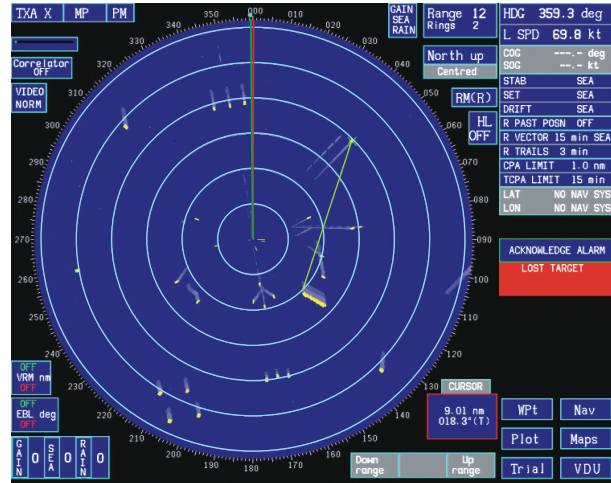 TXA X MP PM
GAIN
SEA
RAIN
Range 12
Rings 2
HDG 359.3 deg
L SPD 69.8 kt
COG ---.- deg
SOG --.- kt
North up
Centred
Correlator
OFF
VIDEO
NORM
RM(R)
HL
OFF
STAB SEA
SET SEA
DRIFT SEA
R PAST POSN OFF
R VECTOR 15 min SEA
R TRAILS 3 min
CPA LIMIT 1.0 nm
TCPA LIMIT 15 min
LAT NO NAV SYS
LON NO NAV SYS
000
010
020
030
040
050
060
070
080
090
100
110
120
130
140
150
160
170
180
190
200
210
220
230
240
250
260
270
280
290
300
310
320
330
340
350
ACKNOWLEDGE ALARM
LOST TARGET
OFF
VRM nm
OFF
OFF
EBL deg
OFF
CURSOR
9.01 nm
018.3°(T)
GAIN 0 SEA 0 RAIN 0
Down
range
Up
range
WPt Nav
Plot Maps
Trial VDU